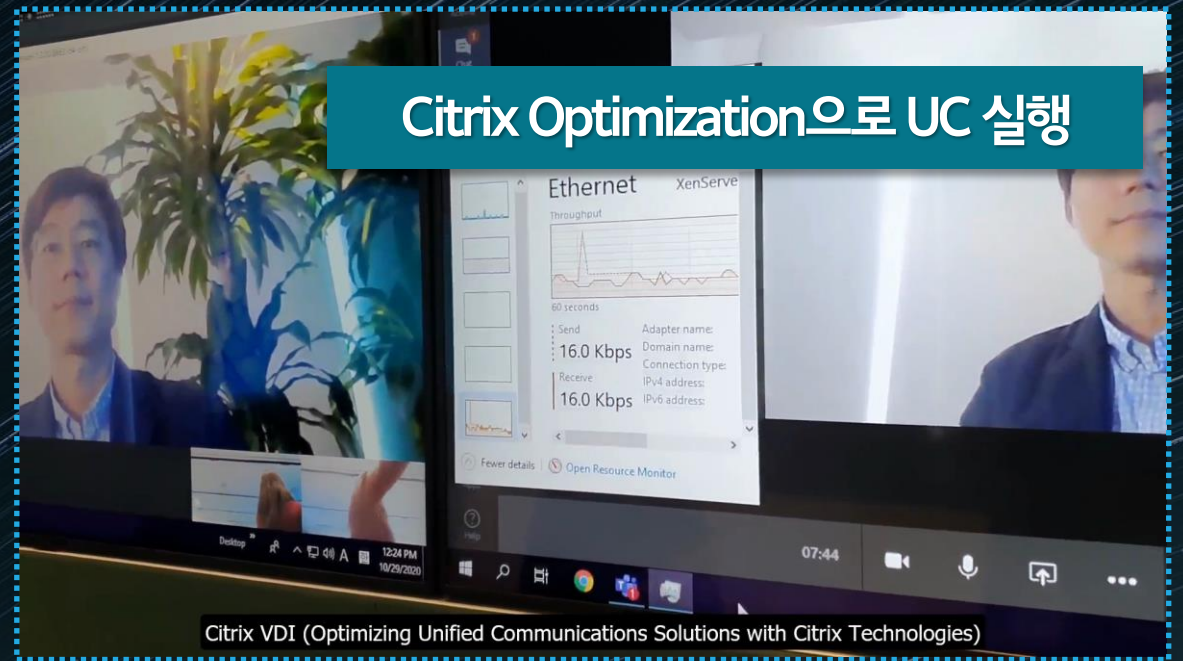 Citrix Optimization으로 UC 실행
1
Ethernet
XenServe
Throughput
60 seconds
Send
16.0 Kbps
Receive
16.0 Kbps
Adapter name:
Domain name:
Connection type:
IPv4 address:
IPv6 address:
Fewer details
Open Resource Monitor
Help
Desktop
A
12:24 PM
10/29/2020
07:44
1
Citrix VDI (Optimizing Unified Communications Solutions with Citrix Technologies)